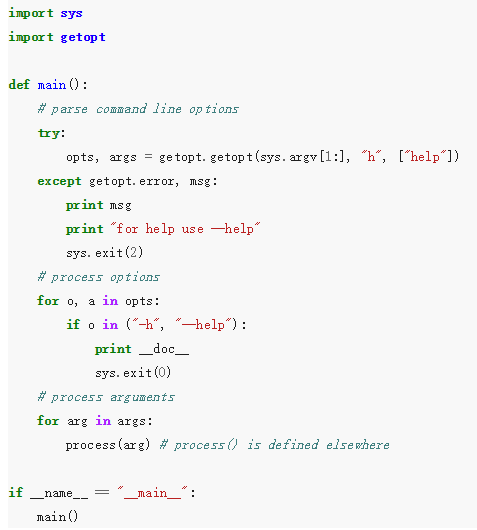 import sys
import getopt

def main():
    # parse command line options
    try:
        opts, args = getopt.getopt(sys.argv[1:], "h", ["help"])
    except getopt.error, msg:
        print msg
        print "for help use --help"
        sys.exit(2)
    # process options
    for o, a in opts:
        if o in ("-h", "--help"):
            print __doc__
            sys.exit(0)
    # process arguments
    for arg in args:
        process(arg) # process() is defined elsewhere

if __name__ == "__main__":
    main()